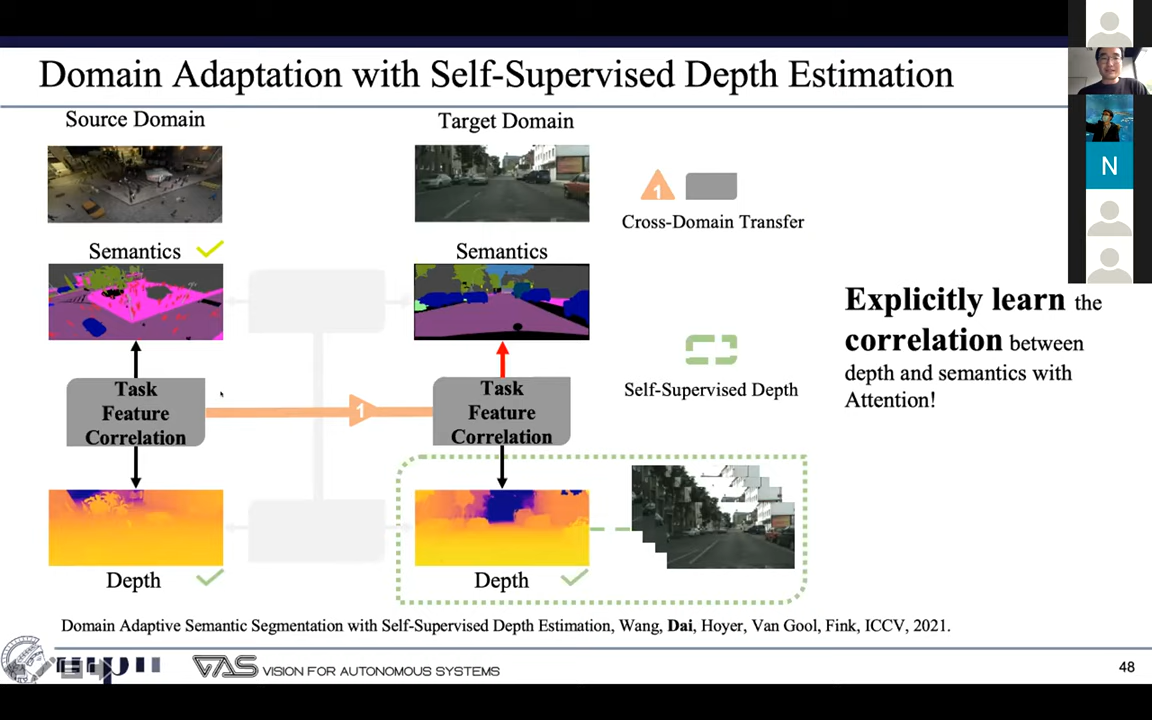 Domain Adaptation with Self-Supervised Depth Estimation
Source Domain
Target Domain
1
Cross-Domain Transfer
N
Semantics
Semantics
Explicitly learn the
correlation between
depth and semantics with
Attention!
Self-Supervised Depth
Task
Feature
Correlation
1
Task
Feature
Correlation
Depth
Depth
Domain Adaptive Semantic Segmentation with Self-Supervised Depth Estimation, Wang, Dai, Hoyer, Van Gool, Fink, ICCV, 2021.
VAS VISION FOR AUTONOMOUS SYSTEMS
48